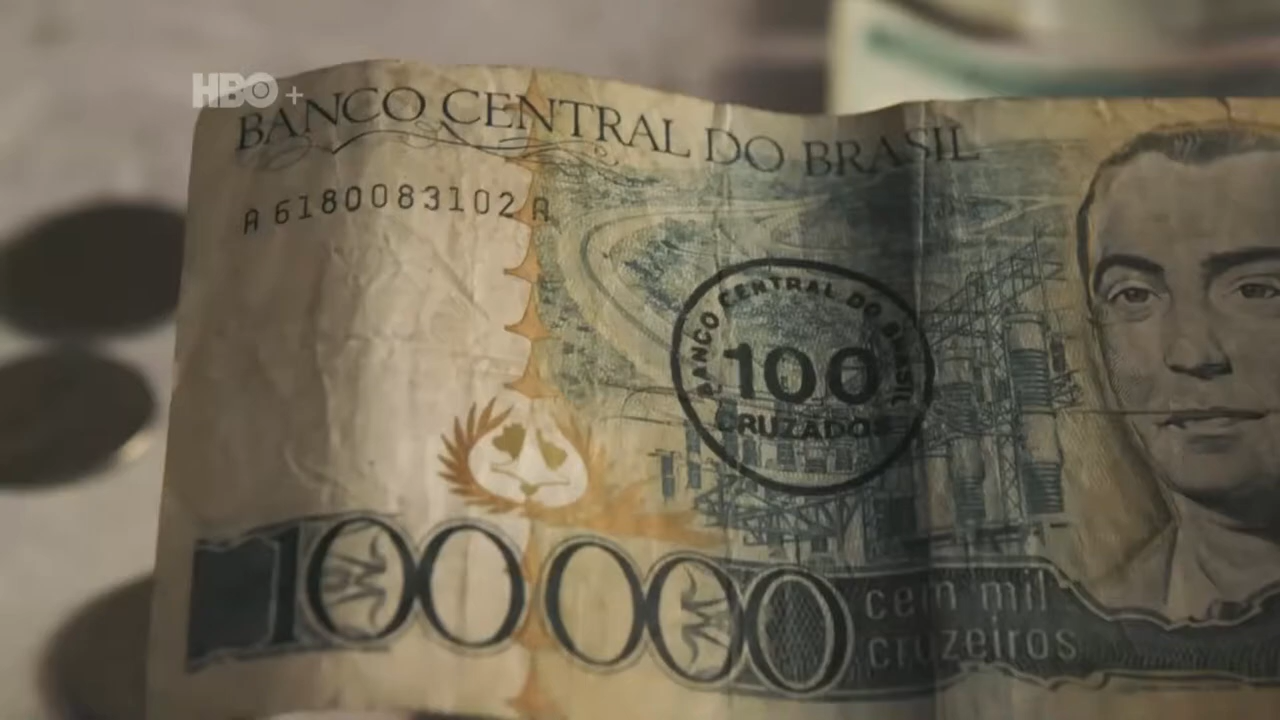 HBO+
BANCO CENTRAL DO BRASIL
A 6180083102 A
BANCO CENTRAL DO BRASIL
100
CRUZADOS
100000
cem mil
cruzeiros